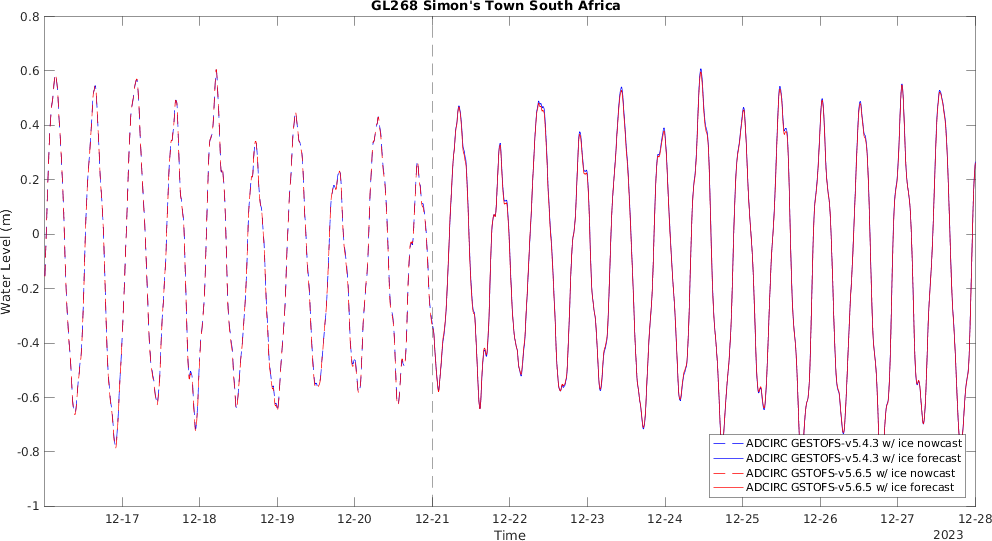 GL268 Simon's Town South Africa
0.8
0.6
0.4
0.2
0
-0.2
-0.4
-0.6
-0.8
-1
Water Level (m)
12-17 12-18 12-19 12-20 12-21 12-22 12-23 12-24 12-25 12-26 12-27 12-28
Time
2023
ADCIRC GESTOFS-v5.4.3 w/ ice nowcast
ADCIRC GESTOFS-v5.4.3 w/ ice forecast
ADCIRC GSTOFS-v5.6.5 w/ ice nowcast
ADCIRC GSTOFS-v5.6.5 w/ ice forecast